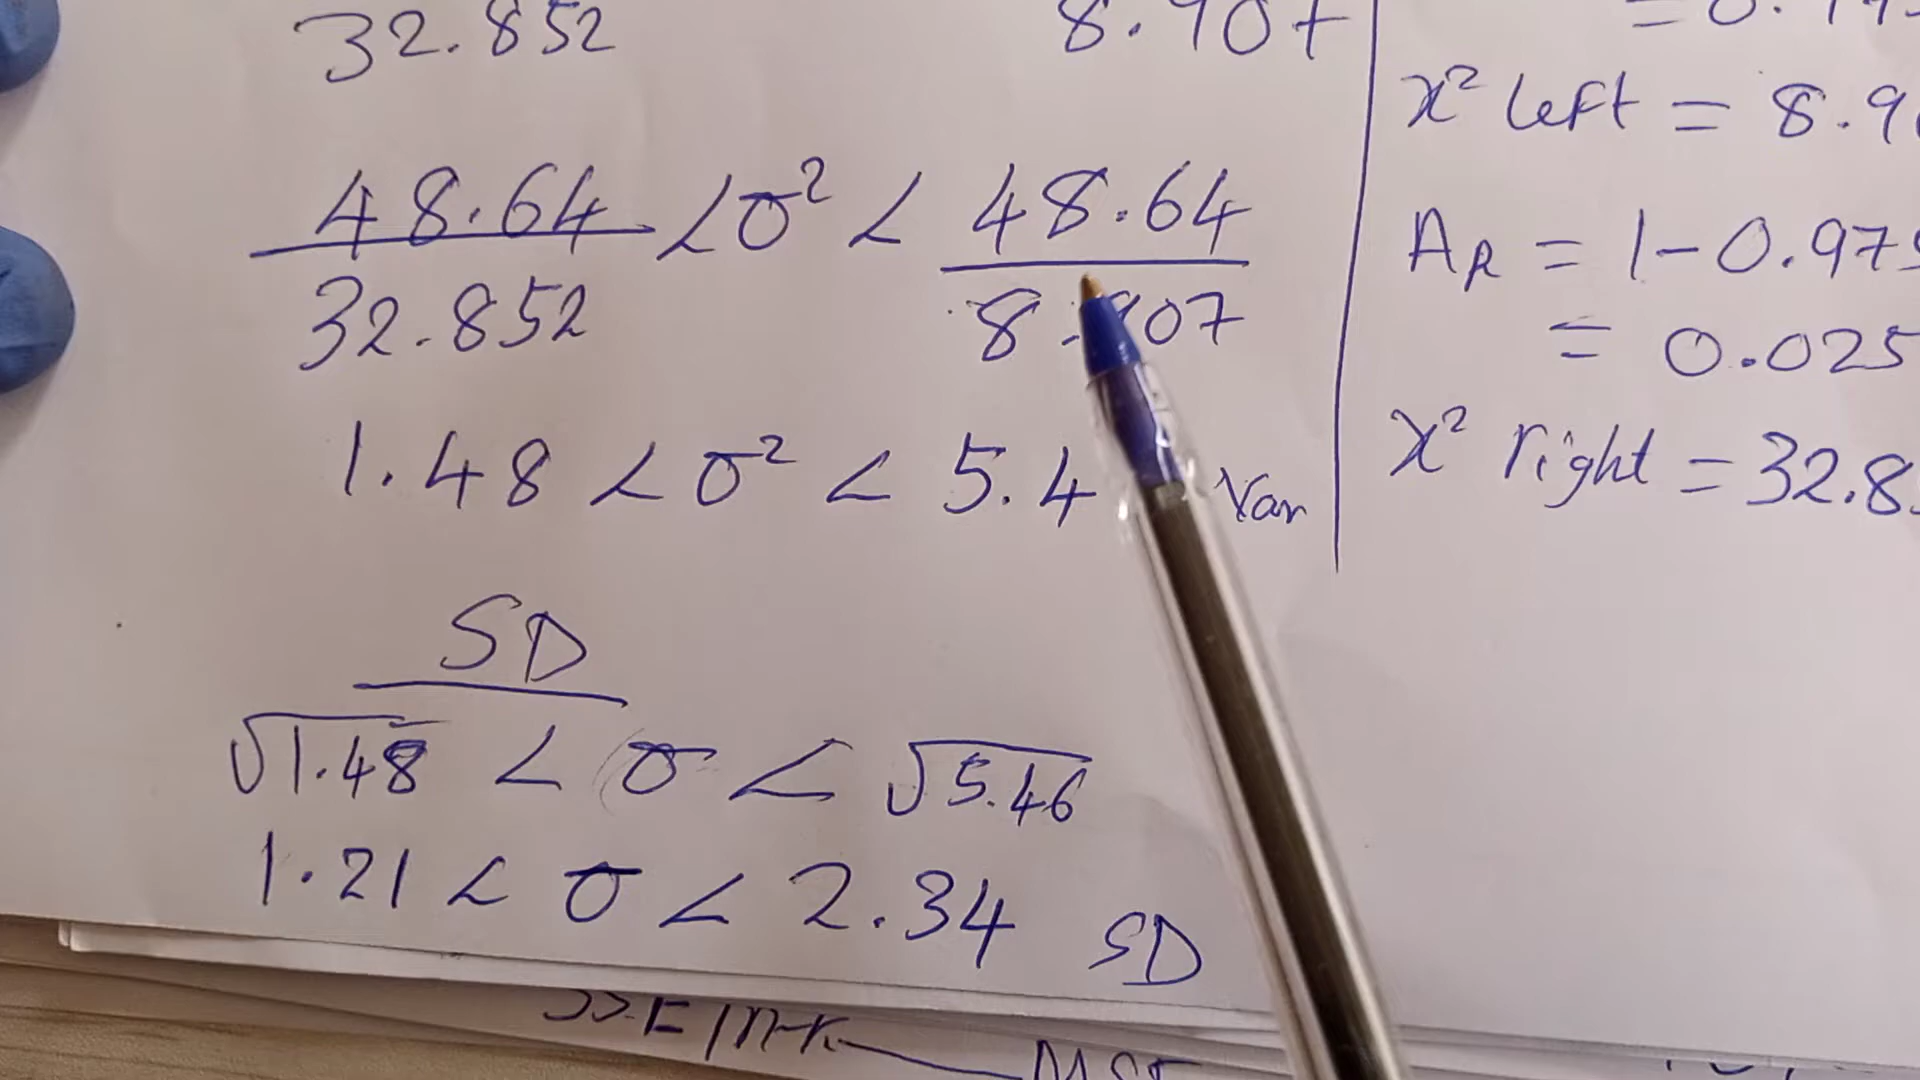 32.852 8.907
48.64 < σ² < 48.64
32.852 8.907
1.48 < σ² < 5.4 Var
SD
√1.48 < σ < √5.46
1.21 < σ < 2.34 SD
x² left = 8.9
A_R = 1 - 0.975
= 0.025
x² right = 32.8